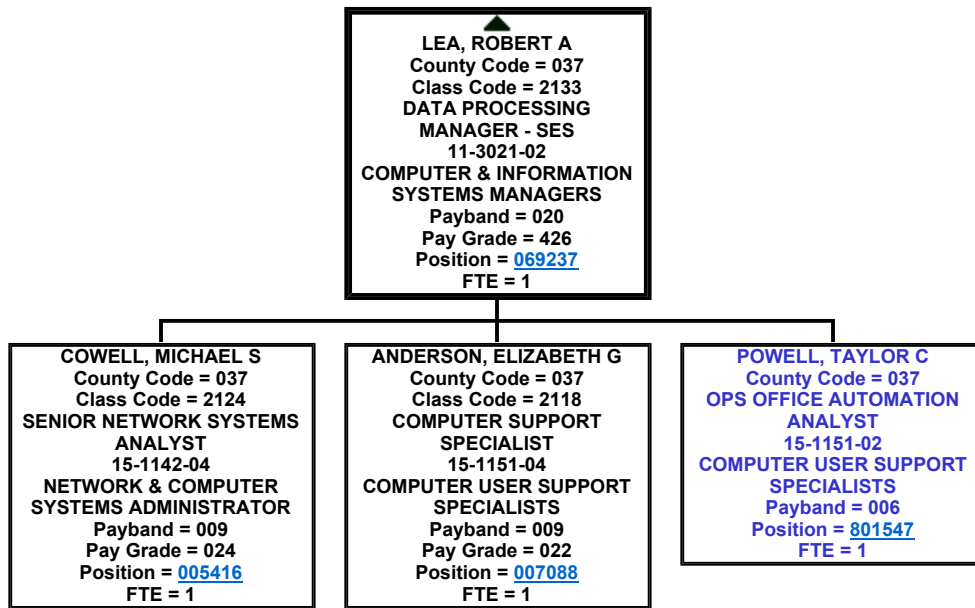 LEA, ROBERT A
County Code = 037
Class Code = 2133
DATA PROCESSING
MANAGER - SES
11-3021-02
COMPUTER & INFORMATION
SYSTEMS MANAGERS
Payband = 020
Pay Grade = 426
Position = 069237
FTE = 1
COWELL, MICHAEL S
County Code = 037
Class Code = 2124
SENIOR NETWORK SYSTEMS
ANALYST
15-1142-04
NETWORK & COMPUTER
SYSTEMS ADMINISTRATOR
Payband = 009
Pay Grade = 024
Position = 005416
FTE = 1
ANDERSON, ELIZABETH G
County Code = 037
Class Code = 2118
COMPUTER SUPPORT
SPECIALIST
15-1151-04
COMPUTER USER SUPPORT
SPECIALISTS
Payband = 009
Pay Grade = 022
Position = 007088
FTE = 1
POWELL, TAYLOR C
County Code = 037
OPS OFFICE AUTOMATION
ANALYST
15-1151-02
COMPUTER USER SUPPORT
SPECIALISTS
Payband = 006
Position = 801547
FTE = 1